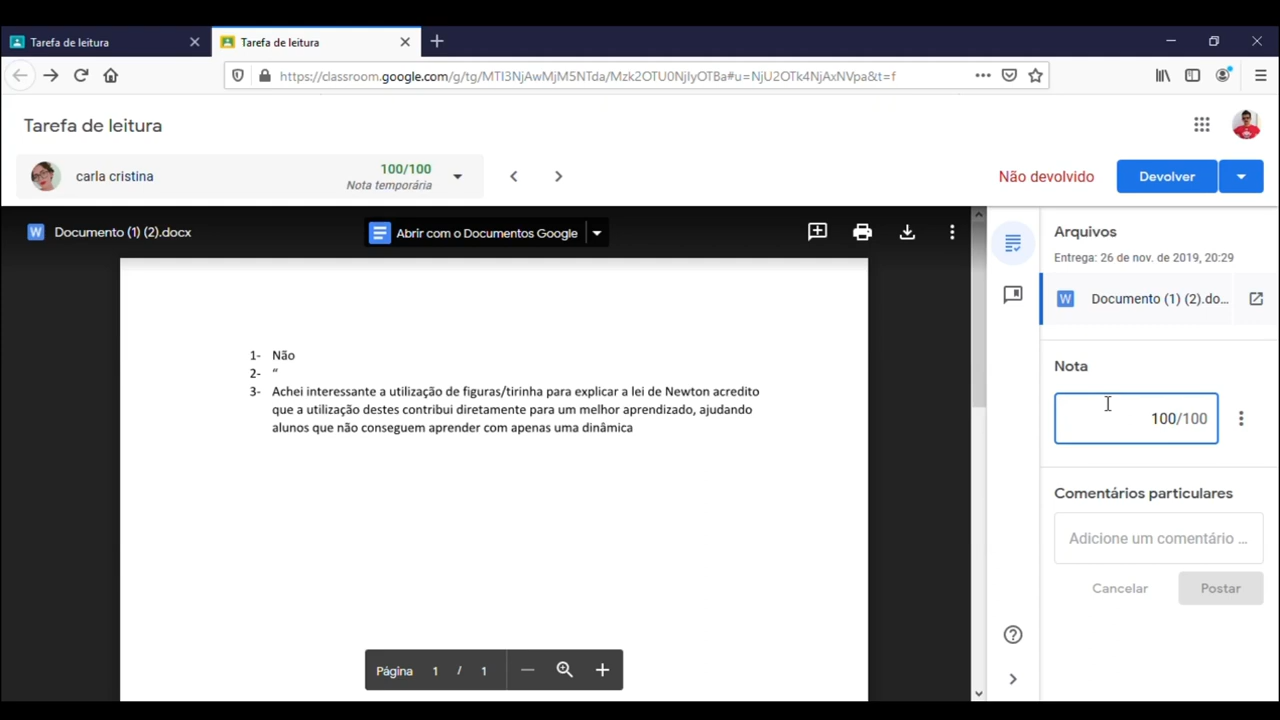 Tarefa de leitura
Tarefa de leitura
https://classroom.google.com/g/tg/MTI3NjAwMjM5NTda/Mzk2OTU0NjIyOTBa#u=NjU2OTk4NjAxNVpa&t=f
Tarefa de leitura
carla cristina
100/100
Nota temporária
Não devolvido
Devolver
W Documento (1) (2).docx
Abrir com o Documentos Google
1- Não
2- “
3- Achei interessante a utilização de figuras/tirinha para explicar a lei de Newton acredito
que a utilização destes contribui diretamente para um melhor aprendizado, ajudando
alunos que não conseguem aprender com apenas uma dinâmica
Página 1 / 1
Arquivos
Entrega: 26 de nov. de 2019, 20:29
W Documento (1) (2).do...
Nota
100/100
Comentários particulares
Adicione um comentário ...
Cancelar Postar